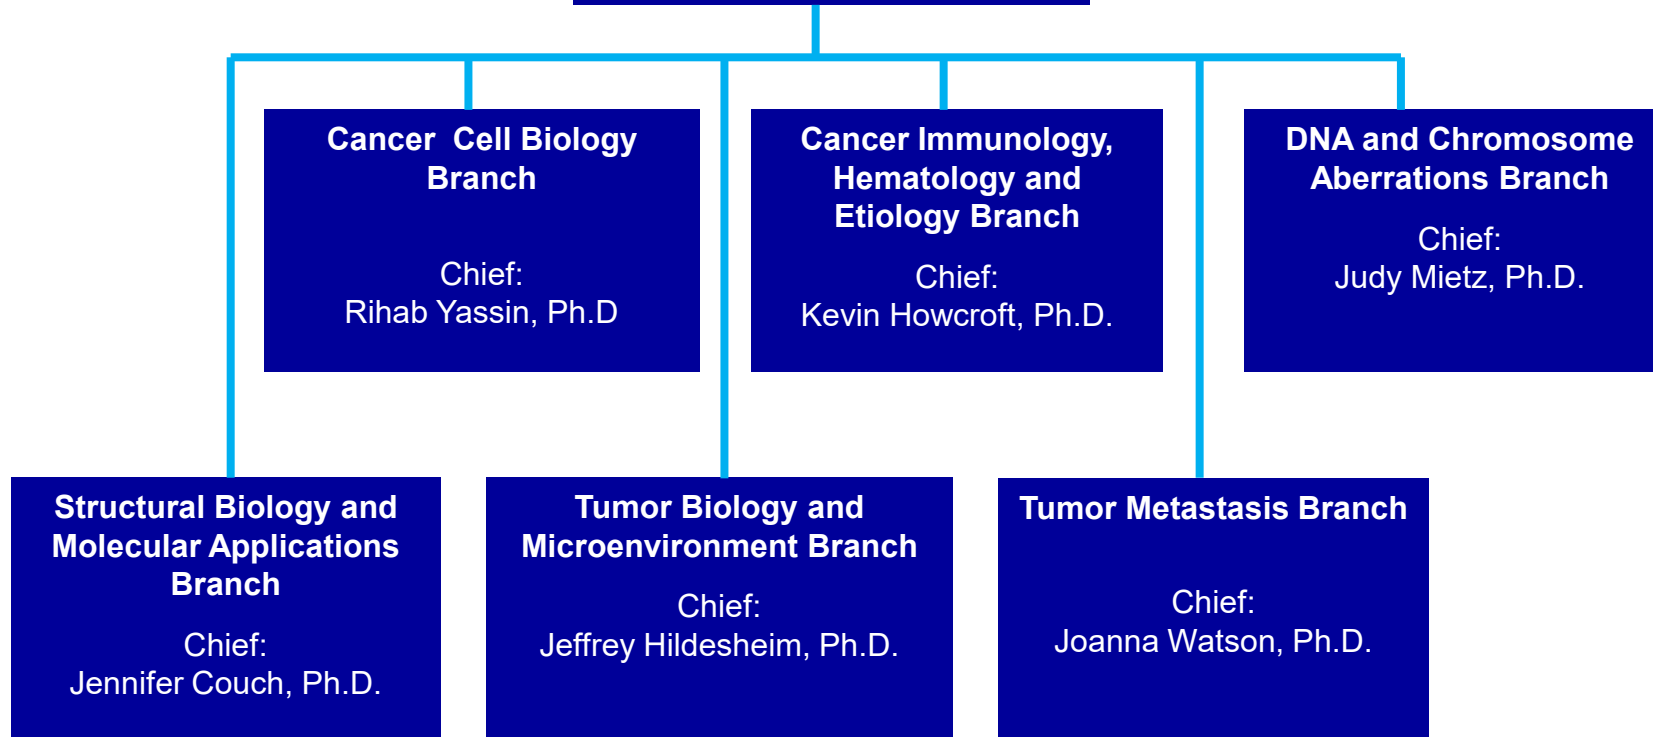 Cancer  Cell Biology
Branch
Chief:
Rihab Yassin, Ph.D
Cancer Immunology,
Hematology and
Etiology Branch
Chief:
Kevin Howcroft, Ph.D.
DNA and Chromosome
Aberrations Branch
Chief:
Judy Mietz, Ph.D.
Structural Biology and
Molecular Applications
Branch
Chief:
Jennifer Couch, Ph.D.
Tumor Biology and
Microenvironment Branch
Chief:
Jeffrey Hildesheim, Ph.D.
Tumor Metastasis Branch
Chief:
Joanna Watson, Ph.D.